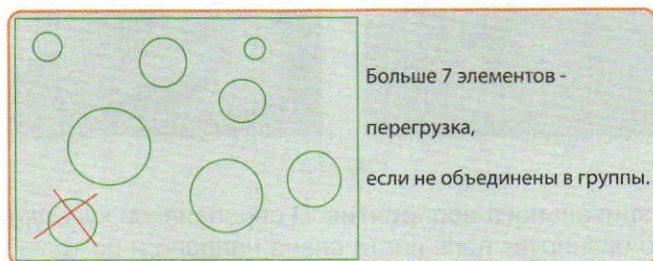 Больше 7 элементов -
перегрузка,
если не объединены в группы.